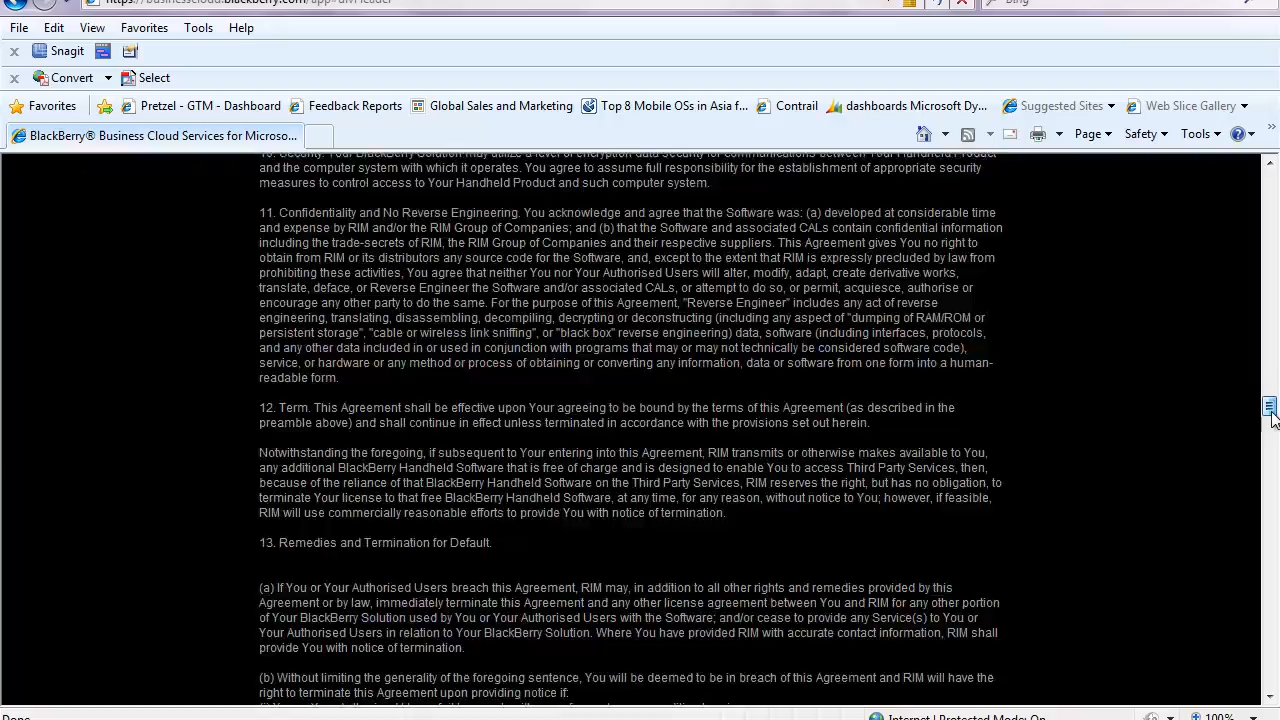 https://businesscloud.blackberry.com/app=divHeader
Bing
File Edit View Favorites Tools Help
Snagit
Convert Select
Favorites Pretzel - GTM - Dashboard Feedback Reports Global Sales and Marketing Top 8 Mobile OSs in Asia f... Contrail dashboards Microsoft Dy... Suggested Sites Web Slice Gallery
BlackBerry® Business Cloud Services for Microso... Page Safety Tools
10. Security. Your BlackBerry Solution may utilize a level of encryption data security for communications between Your Handheld Product
and the computer system with which it operates. You agree to assume full responsibility for the establishment of appropriate security
measures to control access to Your Handheld Product and such computer system.
11. Confidentiality and No Reverse Engineering. You acknowledge and agree that the Software was: (a) developed at considerable time
and expense by RIM and/or the RIM Group of Companies; and (b) that the Software and associated CALs contain confidential information
including the trade-secrets of RIM, the RIM Group of Companies and their respective suppliers. This Agreement gives You no right to
obtain from RIM or its distributors any source code for the Software, and, except to the extent that RIM is expressly precluded by law from
prohibiting these activities, You agree that neither You nor Your Authorised Users will alter, modify, adapt, create derivative works,
translate, deface, or Reverse Engineer the Software and/or associated CALs, or attempt to do so, or permit, acquiesce, authorise or
encourage any other party to do the same. For the purpose of this Agreement, "Reverse Engineer" includes any act of reverse
engineering, translating, disassembling, decompiling, decrypting or deconstructing (including any aspect of "dumping of RAM/ROM or
persistent storage", "cable or wireless link sniffing", or "black box" reverse engineering) data, software (including interfaces, protocols,
and any other data included in or used in conjunction with programs that may or may not technically be considered software code),
service, or hardware or any method or process of obtaining or converting any information, data or software from one form into a human-
readable form.
12. Term. This Agreement shall be effective upon Your agreeing to be bound by the terms of this Agreement (as described in the
preamble above) and shall continue in effect unless terminated in accordance with the provisions set out herein.
Notwithstanding the foregoing, if subsequent to Your entering into this Agreement, RIM transmits or otherwise makes available to You,
any additional BlackBerry Handheld Software that is free of charge and is designed to enable You to access Third Party Services, then,
because of the reliance of that BlackBerry Handheld Software on the Third Party Services, RIM reserves the right, but has no obligation, to
terminate Your license to that free BlackBerry Handheld Software, at any time, for any reason, without notice to You; however, if feasible,
RIM will use commercially reasonable efforts to provide You with notice of termination.
13. Remedies and Termination for Default.
(a) If You or Your Authorised Users breach this Agreement, RIM may, in addition to all other rights and remedies provided by this
Agreement or by law, immediately terminate this Agreement and any other license agreement between You and RIM for any other portion
of Your BlackBerry Solution used by You or Your Authorised Users with the Software; and/or cease to provide any Service(s) to You or
Your Authorised Users in relation to Your BlackBerry Solution. Where You have provided RIM with accurate contact information, RIM shall
provide You with notice of termination.
(b) Without limiting the generality of the foregoing sentence, You will be deemed to be in breach of this Agreement and RIM will have the
right to terminate this Agreement upon providing notice if:
Done Internet | Protected Mode: On 100%